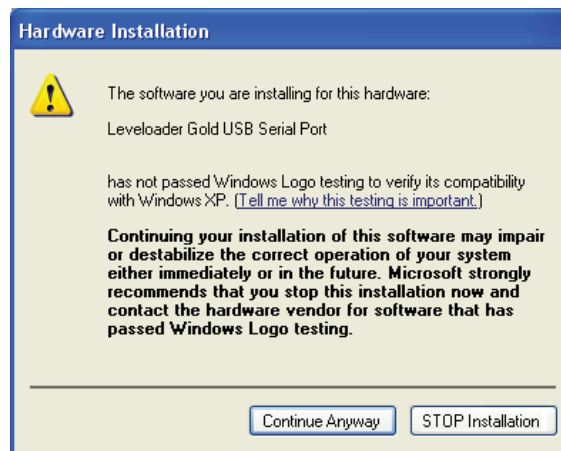 Hardware Installation
The software you are installing for this hardware:
Leveloader Gold USB Serial Port
has not passed Windows Logo testing to verify its compatibility
with Windows XP. (Tell me why this testing is important.)
Continuing your installation of this software may impair
or destabilize the correct operation of your system
either immediately or in the future. Microsoft strongly
recommends that you stop this installation now and
contact the hardware vendor for software that has
passed Windows Logo testing.
Continue Anyway STOP Installation